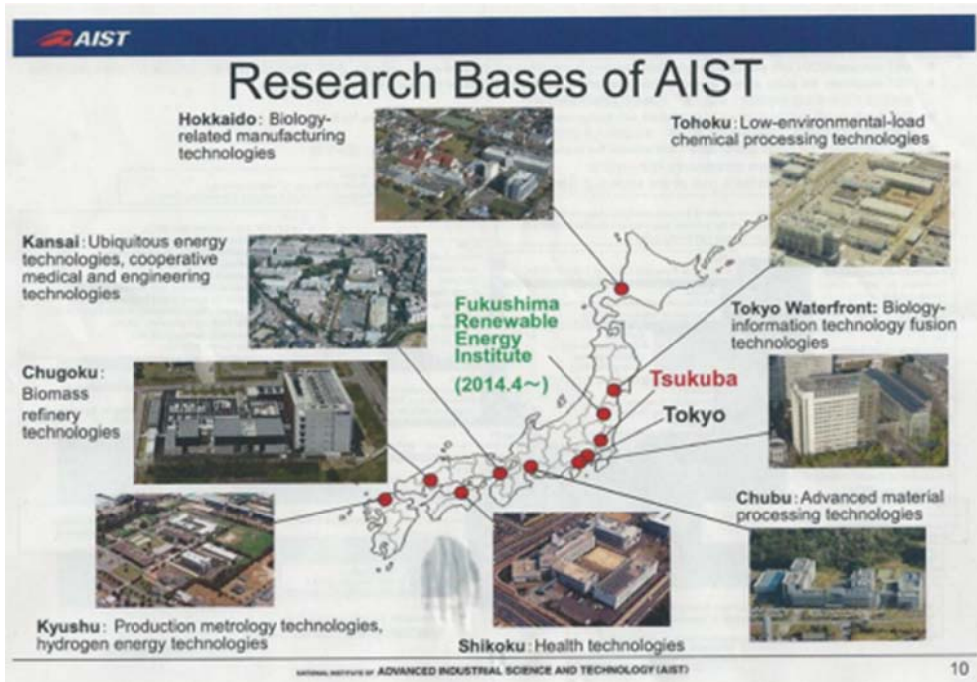 AIST
Research Bases of AIST
Hokkaido: Biology-
related manufacturing
technologies
Tohoku: Low-environmental-load
chemical processing technologies
Kansai: Ubiquitous energy
technologies, cooperative
medical and engineering
technologies
Fukushima
Renewable
Energy
Institute
(2014.4~)
Tokyo Waterfront: Biology-
information technology fusion
technologies
Chugoku:
Biomass
refinery
technologies
Tsukuba
Tokyo
Chubu: Advanced material
processing technologies
Kyushu: Production metrology technologies,
hydrogen energy technologies
Shikoku: Health technologies
NATIONAL INSTITUTE OF ADVANCED INDUSTRIAL SCIENCE AND TECHNOLOGY (AIST)
10